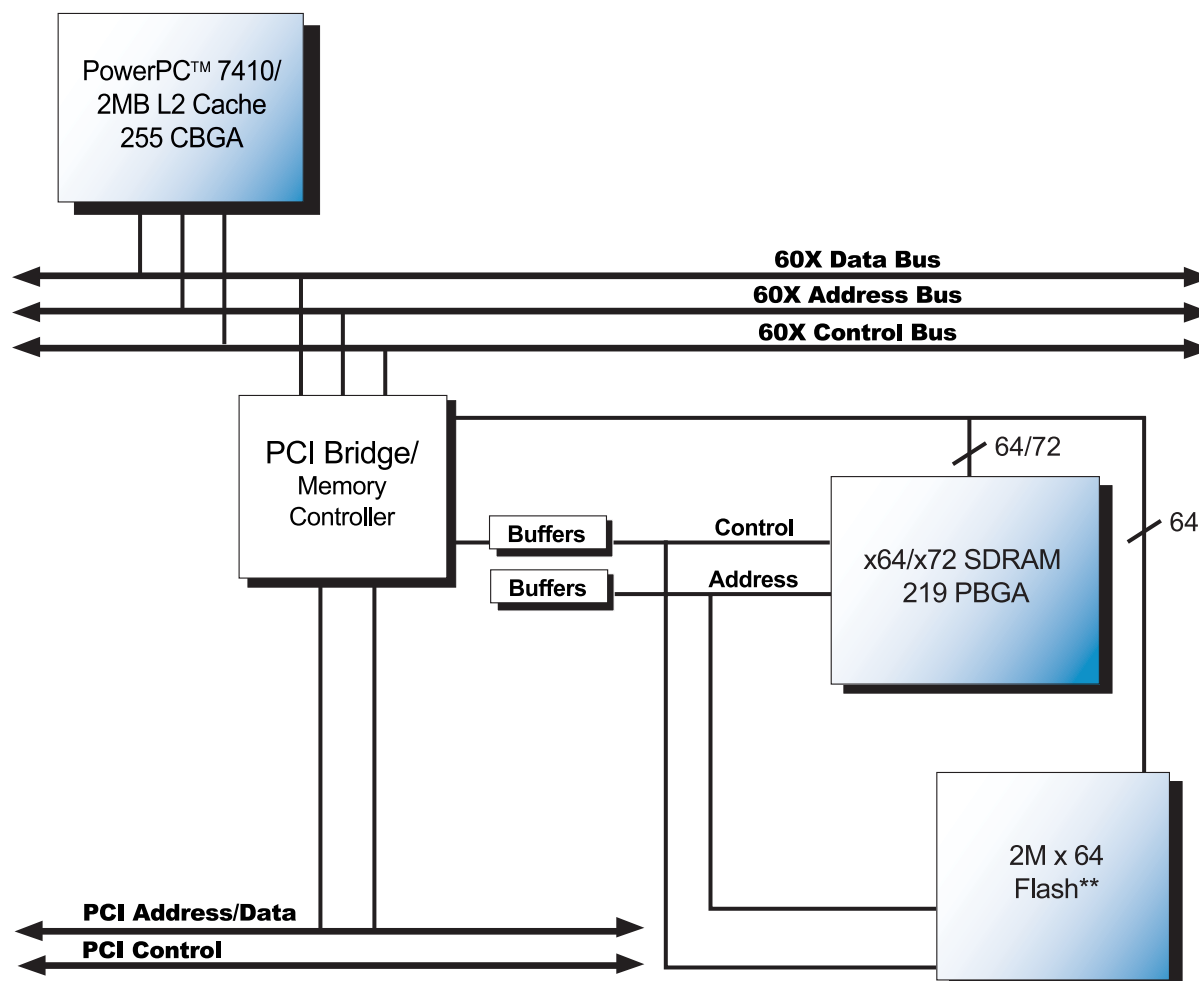 PowerPC™ 7410/
2MB L2 Cache
255 CBGA
60X Data Bus
60X Address Bus
60X Control Bus
PCI Bridge/
Memory
Controller
64/72
64
Buffers
Control
Buffers
Address
x64/x72 SDRAM
219 PBGA
2M x 64
Flash**
PCI Address/Data
PCI Control